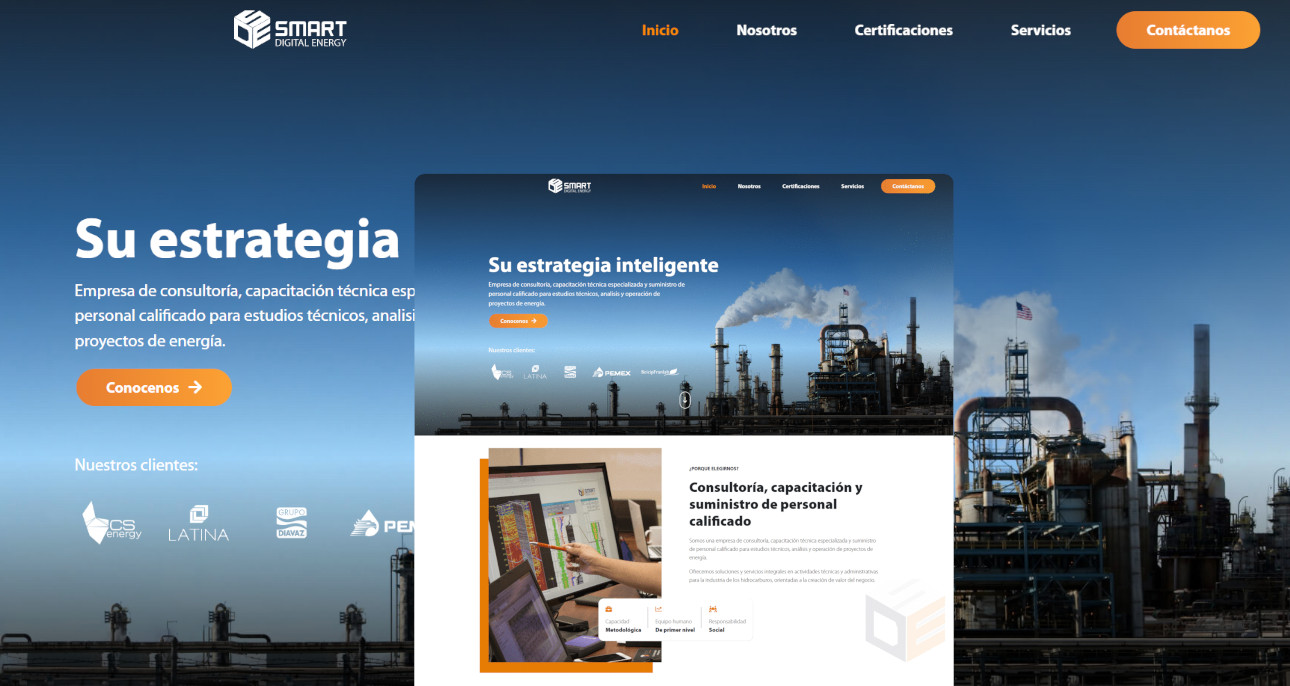 SMART
DIGITAL ENERGY
Inicio
Nosotros
Certificaciones
Servicios
Contáctanos
Su estrategia
Empresa de consultoría, capacitación técnica esp
personal calificado para estudios técnicos, analisi
proyectos de energía.
Conocenos
Nuestros clientes:
CS
energy
LATINA
GRUPO
DIAVAZ
PEM
SMART
DIGITAL ENERGY
Inicio
Nosotros
Certificaciones
Servicios
Contáctanos
Su estrategia inteligente
Empresa de consultoría, capacitación técnica especializada y suministro de
personal calificado para estudios técnicos, analisis y operación de
proyectos de energía.
Conocenos
Nuestros clientes:
CS
energy
LATINA
PEMEX
¿PORQUE ELEGIRNOS?
Consultoría, capacitación y
suministro de personal
calificado
Somos una empresa de consultoría, capacitación técnica especializada y suministro
de personal calificado para estudios técnicos, análisis y operación de proyectos de
energía.
Ofrecemos soluciones y servicios integrales en actividades técnicas y administrativas
para la industria de los hidrocarburos, orientadas a la creación de valor del negocio.
SMART
Capacidad
Metodológica
Equipo humano
De primer nivel
Responsabilidad
Social